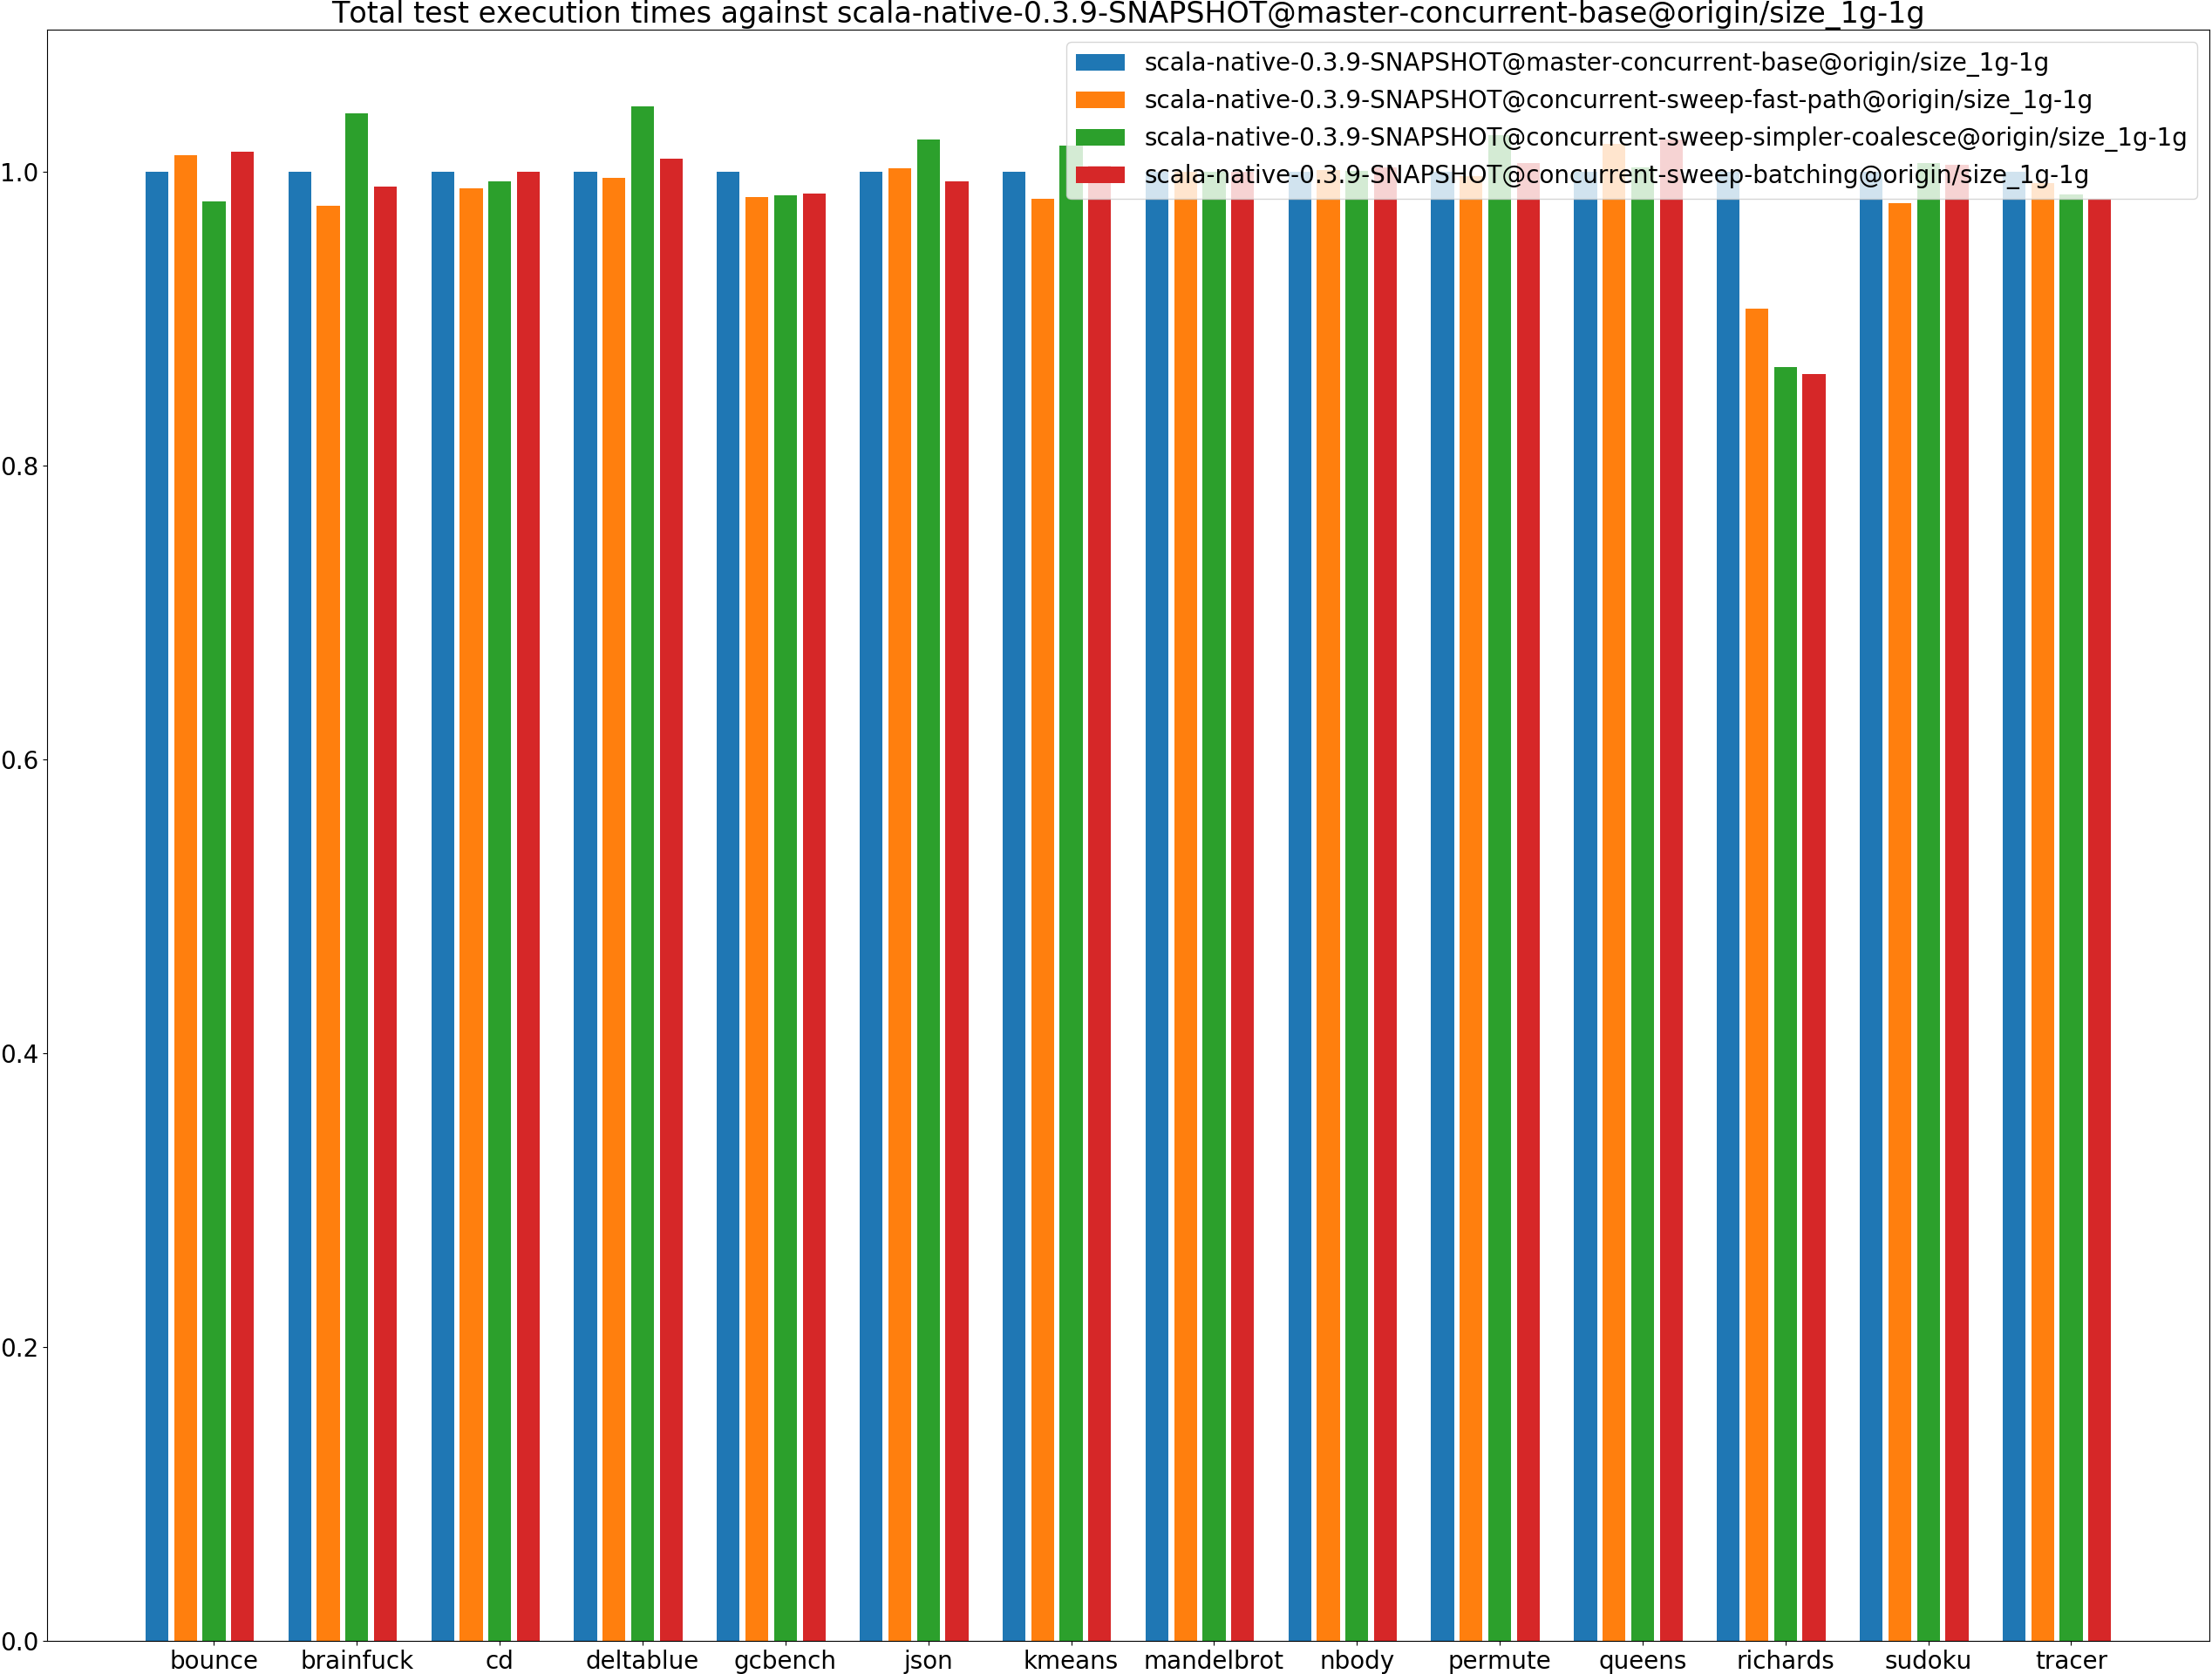 Total test execution times against scala-native-0.3.9-SNAPSHOT@master-concurrent-base@origin/size_1g-1g
scala-native-0.3.9-SNAPSHOT@master-concurrent-base@origin/size_1g-1g
scala-native-0.3.9-SNAPSHOT@concurrent-sweep-fast-path@origin/size_1g-1g
scala-native-0.3.9-SNAPSHOT@concurrent-sweep-simpler-coalesce@origin/size_1g-1g
scala-native-0.3.9-SNAPSHOT@concurrent-sweep-batching@origin/size_1g-1g
1.0
0.8
0.6
0.4
0.2
0.0
bounce brainfuck cd deltablue gcbench json kmeans mandelbrot nbody permute queens richards sudoku tracer